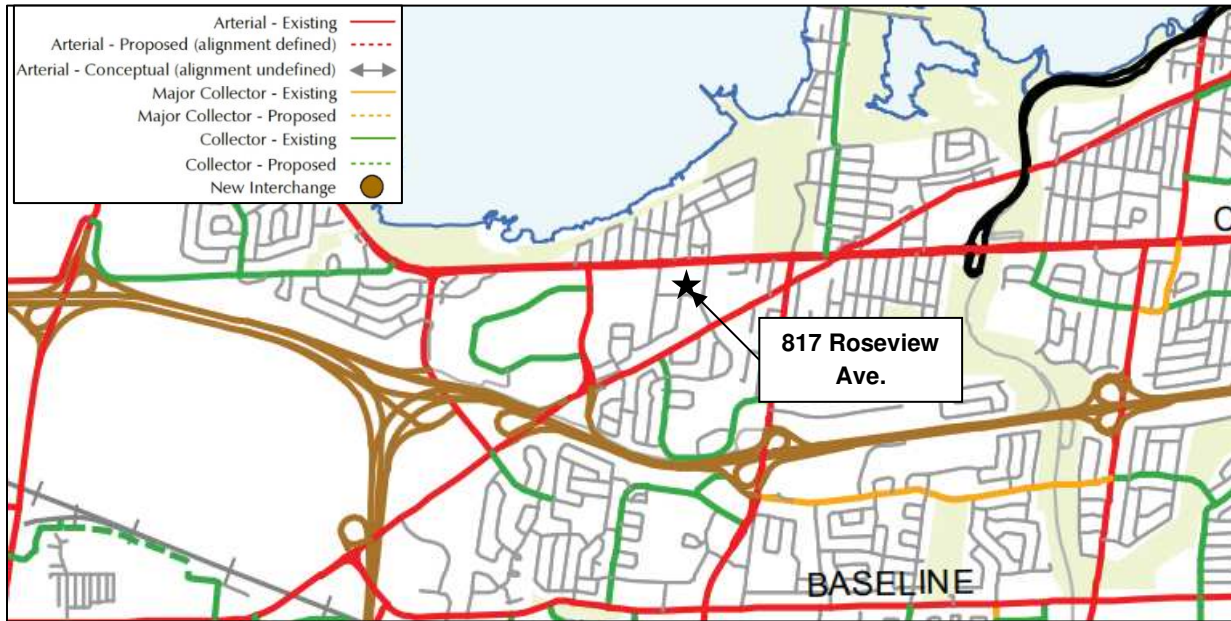 Arterial - Existing
Arterial - Proposed (alignment defined)
Arterial - Conceptual (alignment undefined)
Major Collector - Existing
Major Collector - Proposed
Collector - Existing
Collector - Proposed
New Interchange
817 Roseview
Ave.
BASELINE